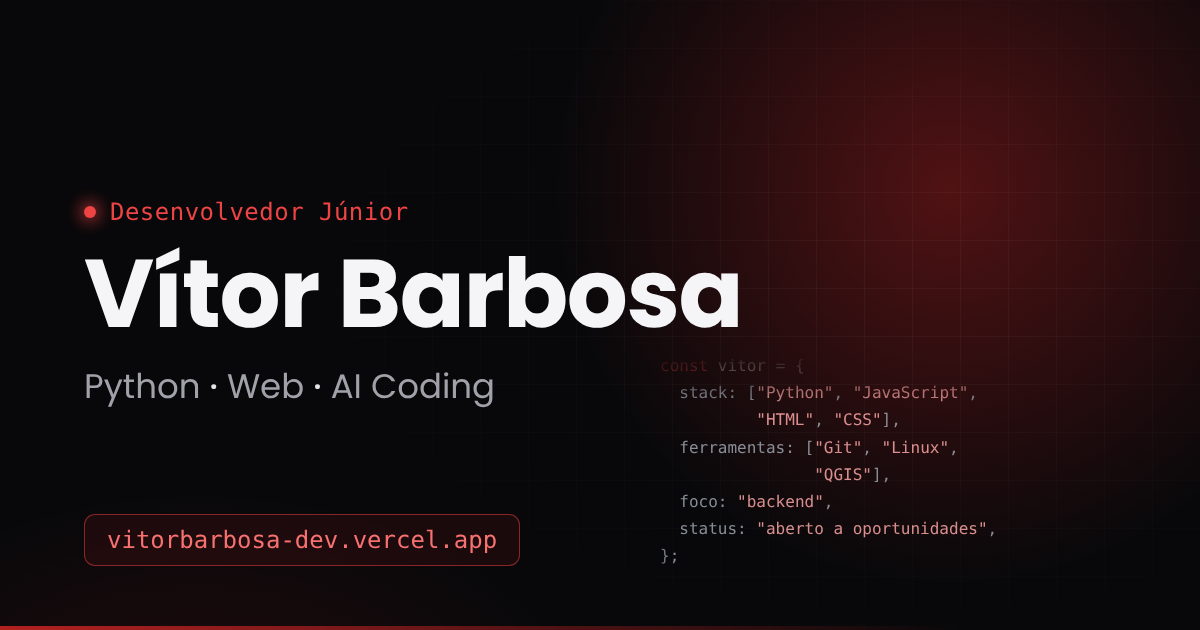 Desenvolvedor Júnior
Vítor Barbosa
Python · Web · AI Coding
vitorbarbosa-dev.vercel.app
const vitor = {
  stack: ["Python", "JavaScript",
          "HTML", "CSS"],
  ferramentas: ["Git", "Linux",
                "QGIS"],
  foco: "backend",
  status: "aberto a oportunidades",
};